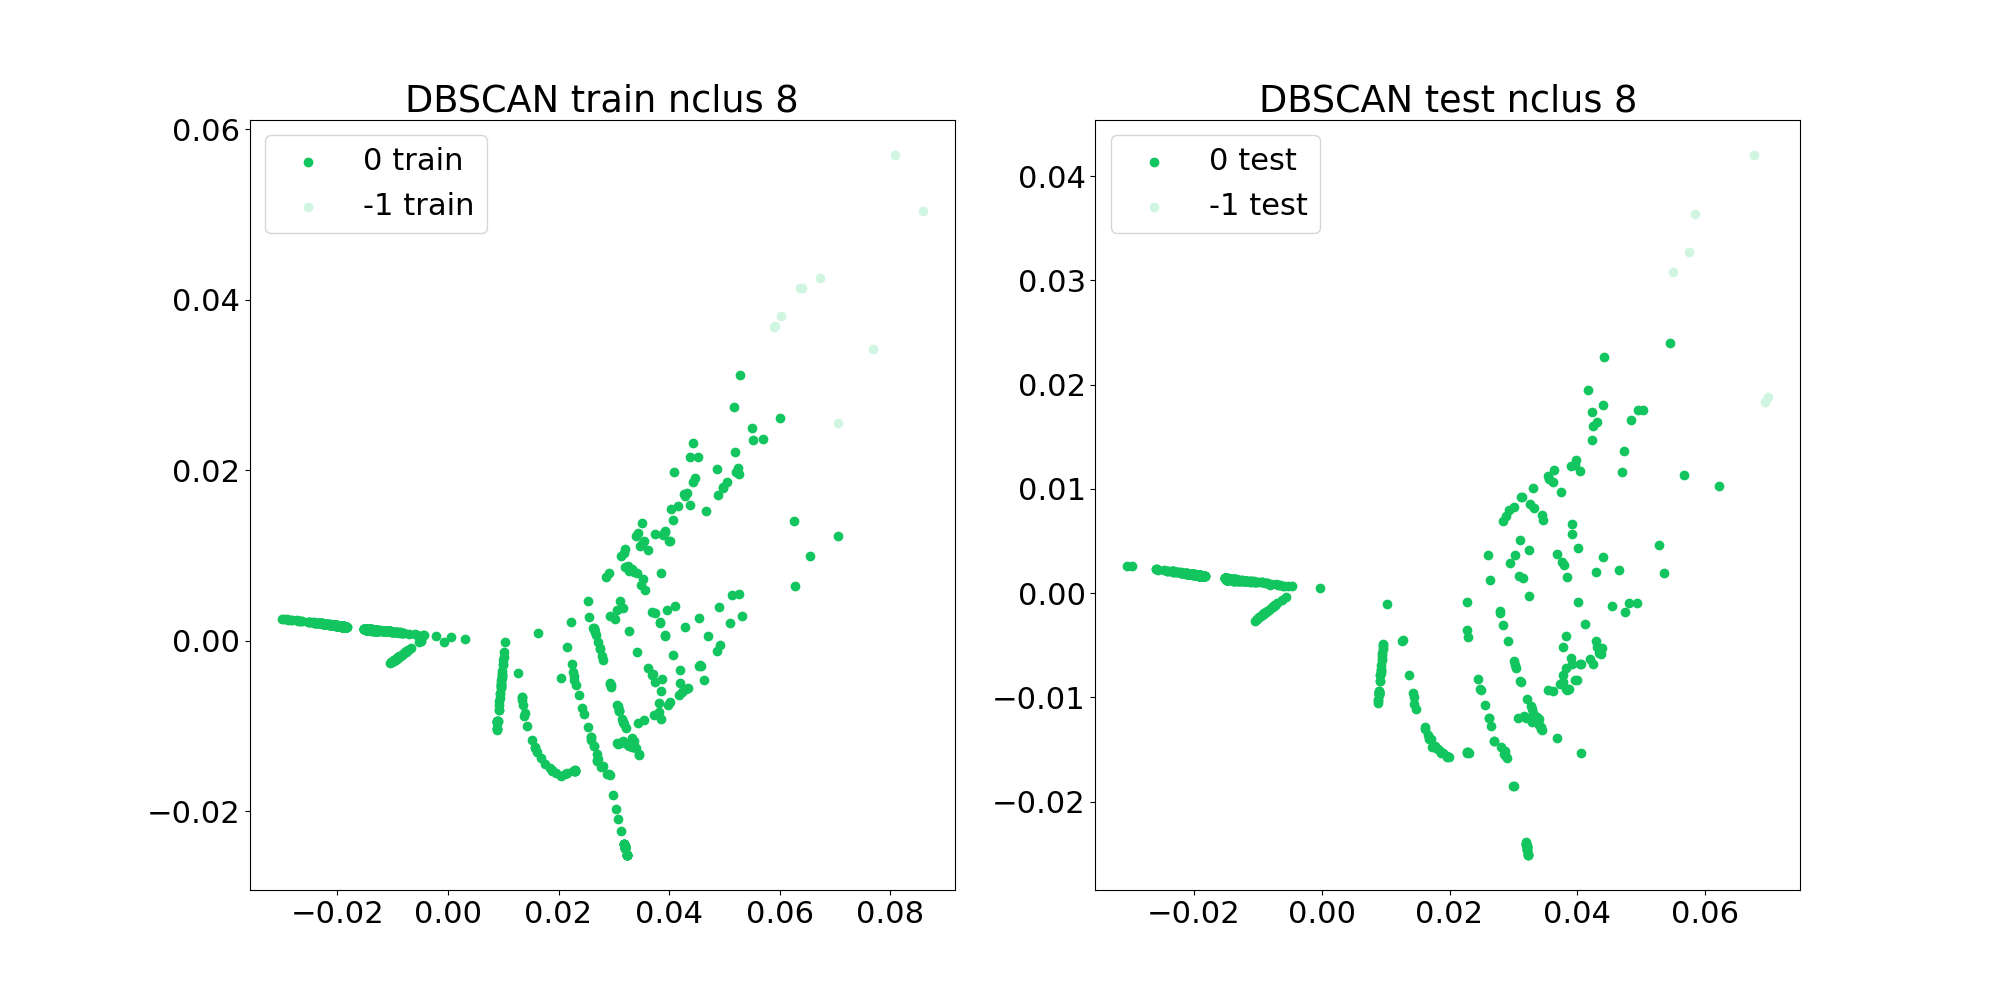 DBSCAN train nclus 8
0.06
0.04
0.02
0.00
−0.02
0 train
-1 train
−0.02 0.00 0.02 0.04 0.06 0.08
DBSCAN test nclus 8
0.04
0.03
0.02
0.01
0.00
−0.01
−0.02
0 test
-1 test
−0.02 0.00 0.02 0.04 0.06